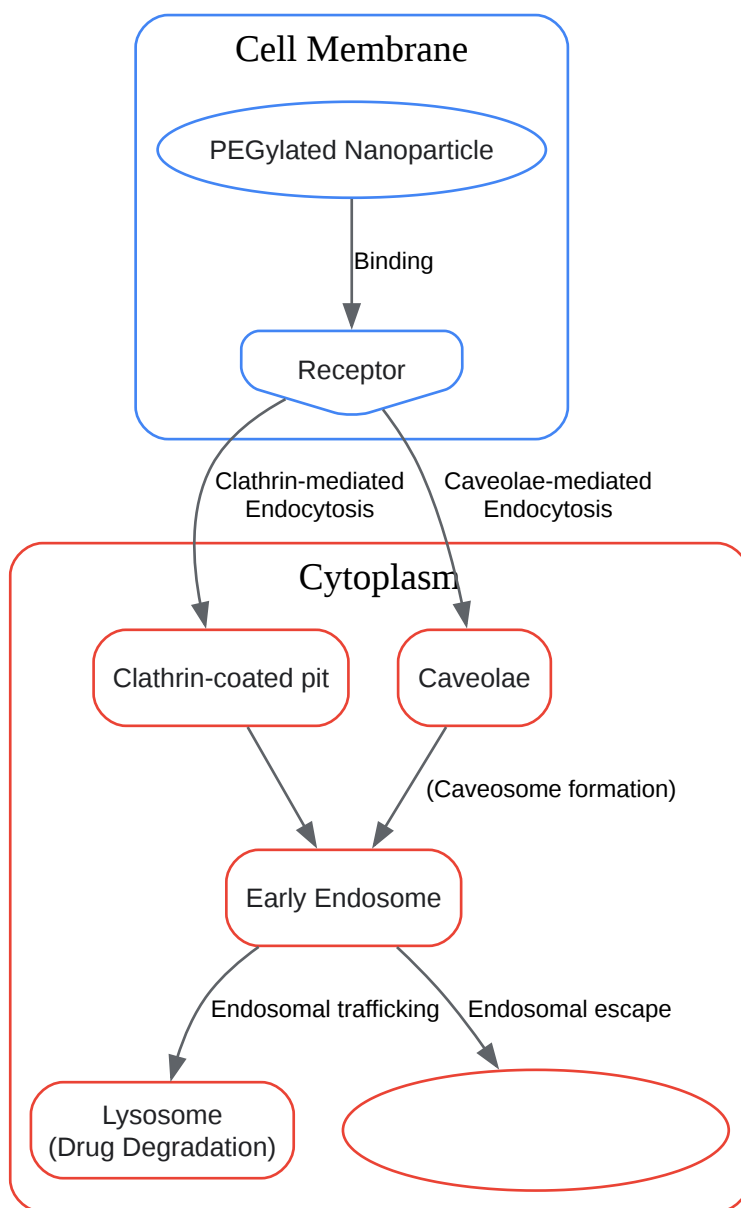 Cell Membrane
PEGylated Nanoparticle
Binding
Receptor
Clathrin-mediated
Endocytosis
Caveolae-mediated
Endocytosis
Cytoplasm
Clathrin-coated pit
Caveolae
(Caveosome formation)
Early Endosome
Endosomal trafficking
Endosomal escape
Lysosome
(Drug Degradation)